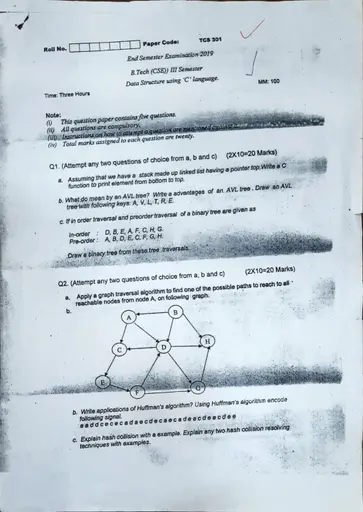 Roll No.
Paper Code: TCS 301
End Semester Examination 2019
B.Tech (CSE)) III Semester
Data Structure using 'C' language.
Time: Three Hours
MM: 100
Note:
(i) This question paper contains five questions.
(ii) All questions are compulsory.
(iii) Instructions on how to attempt a question are mentioned
(iv) Total marks assigned to each question are twenty.
Q1. (Attempt any two questions of choice from a, b and c) (2X10=20 Marks)
a. Assuming that we have a stack made up linked list having a pointer top. Write a C
function to print element from bottom to top.
b. What do mean by an AVL tree? Write a advantages of an AVL tree. Draw an AVL
tree with following keys: A, V, L, T, R, E.
c. If in order traversal and preorder traversal of a binary tree are given as
In-order : D, B, E, A, F, C, H, G.
Pre-order : A, B, D, E, C, F, G, H.
Draw a binary tree from these tree traversals.
Q2. (Attempt any two questions of choice from a, b and c) (2X10=20 Marks)
a. Apply a graph traversal algorithm to find one of the possible paths to reach to all
reachable nodes from node A, on following graph.
b.
A
B
C
D
H
E
F
G
b. Write applications of Huffman's algorithm? Using Huffman's algorithm encode
following signal.
c. Explain hash collision with a example. Explain any two hash collision resolving
techniques with examples.